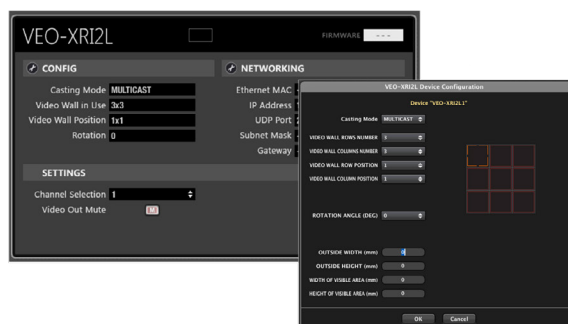 VEO-XRI2L
FIRMWARE ---
CONFIG
Casting Mode MULTICAST
Video Wall in Use 3x3
Video Wall Position 1x1
Rotation 0
SETTINGS
Channel Selection 1
Video Out Mute M
NETWORKING
Ethernet MAC
IP Address
UDP Port
Subnet Mask
Gateway
VEO-XRI2L Device Configuration
Device "VEO-XRI2L1"
Casting Mode MULTICAST
VIDEO WALL ROWS NUMBER 3
VIDEO WALL COLUMNS NUMBER 3
VIDEO WALL ROW POSITION 1
VIDEO WALL COLUMN POSITION 1
ROTATION ANGLE (DEG) 0
OUTSIDE WIDTH (mm) 0
OUTSIDE HEIGHT (mm) 0
WIDTH OF VISIBLE AREA (mm) 0
HEIGHT OF VISIBLE AREA (mm) 0
OK Cancel